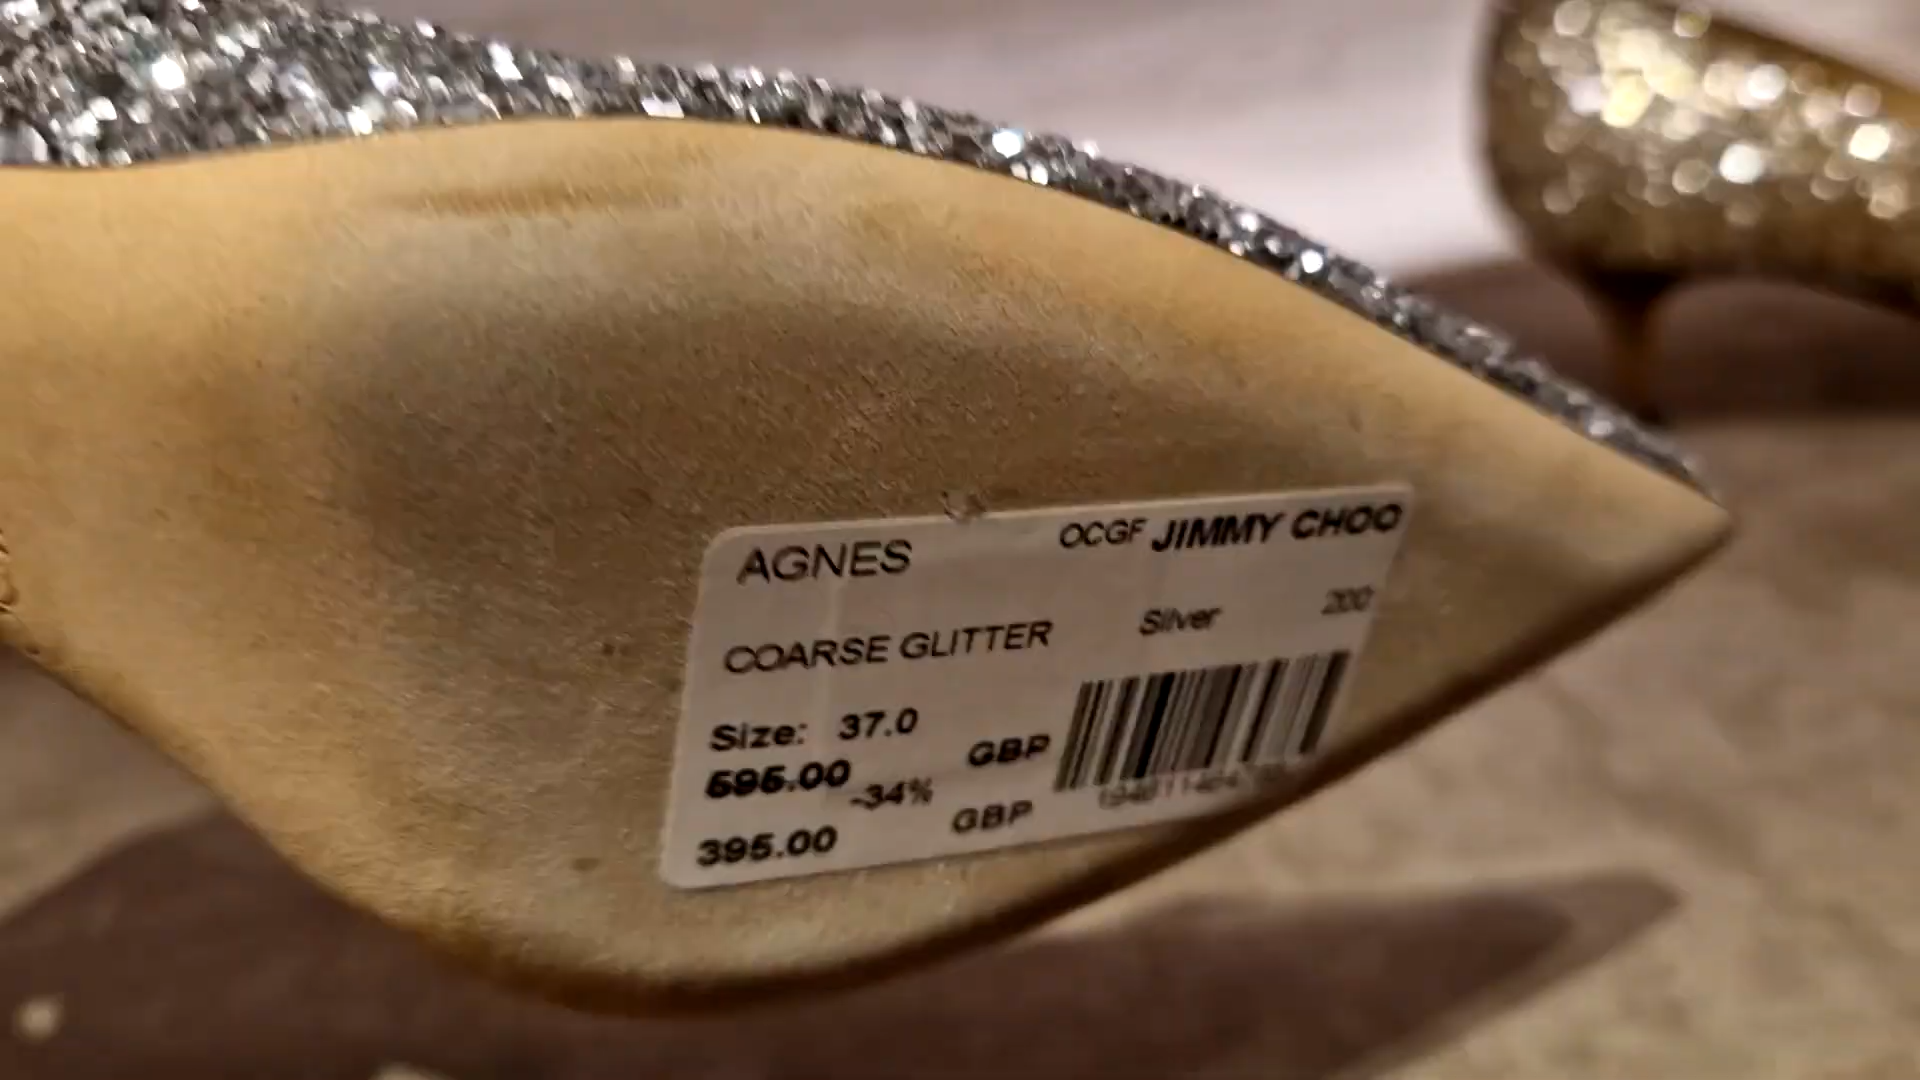 AGNES OCGF JIMMY CHOO
COARSE GLITTER Silver 200
Size: 37.0
595.00 GBP
-34%
395.00 GBP